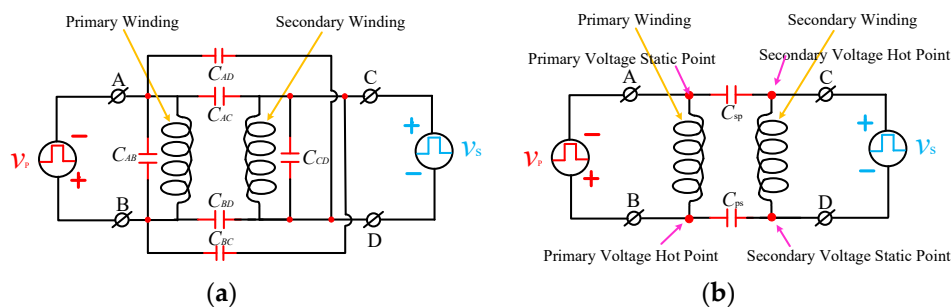 Primary Winding
Secondary Winding
C_AD
A
C
C_AC
v_P
−
+
C_AB
C_CD
+
−
v_S
B
C_BD
D
C_BC
(a)
Primary Winding
Secondary Winding
Primary Voltage Static Point
Secondary Voltage Hot Point
A
C
C_sp
v_P
−
+
+
−
v_S
B
C_ps
D
Primary Voltage Hot Point
Secondary Voltage Static Point
(b)